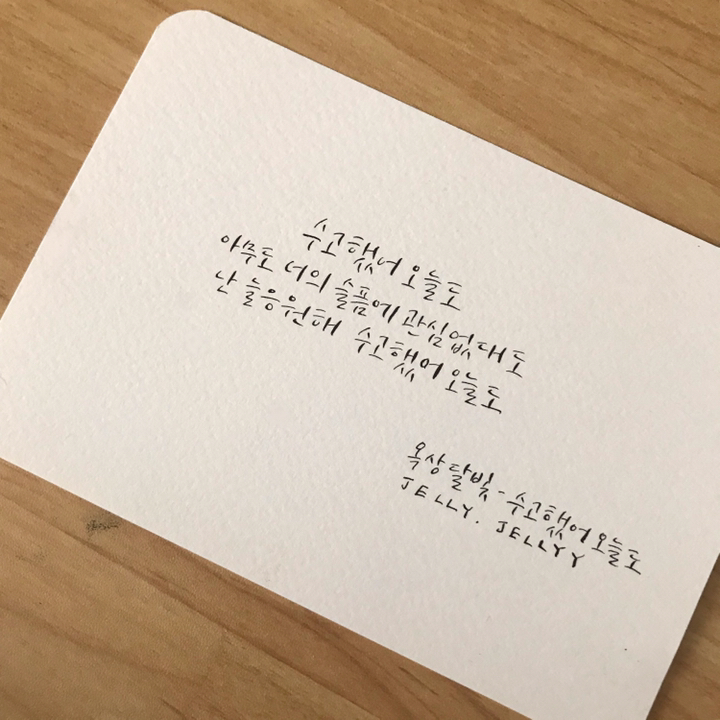 수고했어 오늘도
아무도 너의 슬픔에 관심없대도
난 늘 응원해 수고했어 오늘도
옥상달빛 - 수고했어 오늘도
JELLY. JELLYY